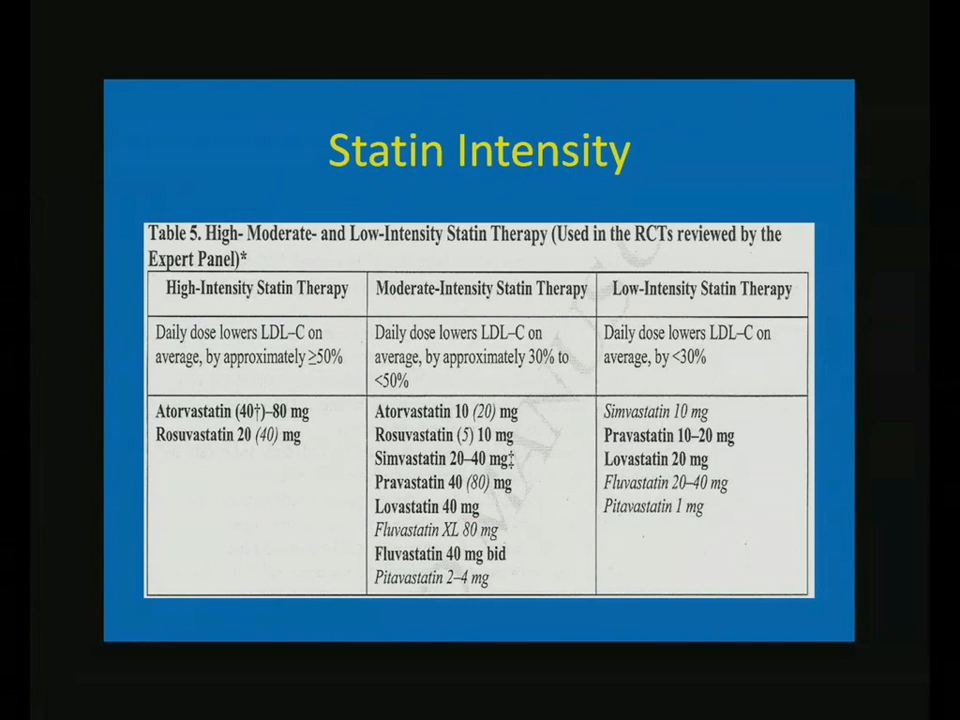 Statin Intensity
Table 5. High- Moderate- and Low-Intensity Statin Therapy (Used in the RCTs reviewed by the
Expert Panel)*
High-Intensity Statin Therapy
Moderate-Intensity Statin Therapy
Low-Intensity Statin Therapy
Daily dose lowers LDL–C on
average, by approximately ≥50%
Daily dose lowers LDL–C on
average, by approximately 30% to
<50%
Daily dose lowers LDL–C on
average, by <30%
Atorvastatin (40†)–80 mg
Rosuvastatin 20 (40) mg
Atorvastatin 10 (20) mg
Rosuvastatin (5) 10 mg
Simvastatin 20–40 mg‡
Pravastatin 40 (80) mg
Lovastatin 40 mg
Fluvastatin XL 80 mg
Fluvastatin 40 mg bid
Pitavastatin 2–4 mg
Simvastatin 10 mg
Pravastatin 10–20 mg
Lovastatin 20 mg
Fluvastatin 20–40 mg
Pitavastatin 1 mg